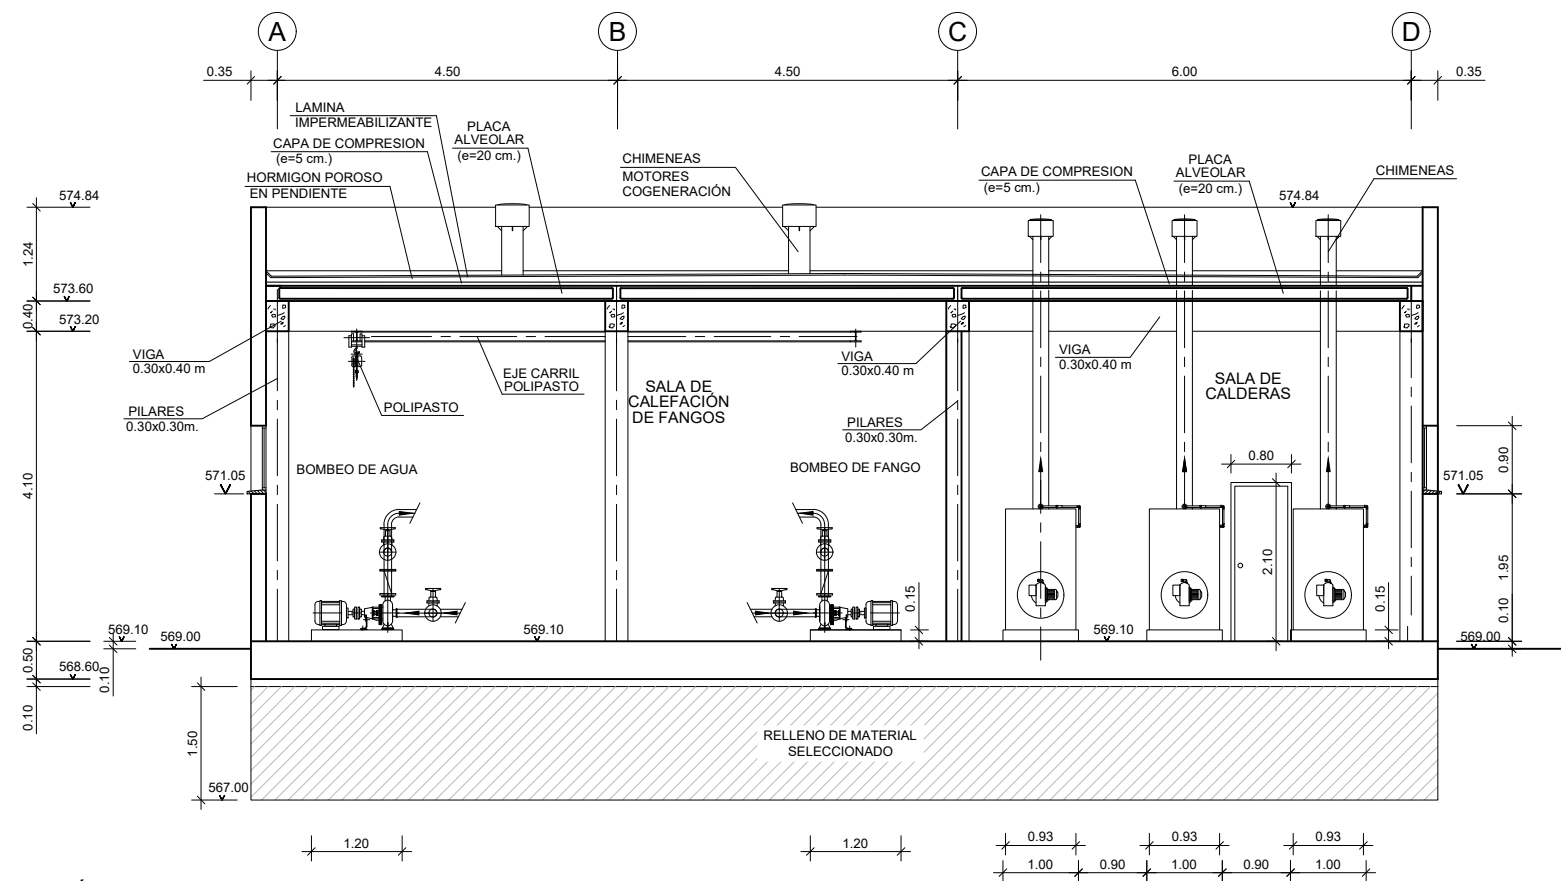 A
B
C
D
0.35
4.50
4.50
6.00
0.35
LAMINA
IMPERMEABILIZANTE
CAPA DE COMPRESION
(e=5 cm.)
HORMIGON POROSO
EN PENDIENTE
PLACA
ALVEOLAR
(e=20 cm.)
CHIMENEAS
MOTORES
COGENERACIÓN
CAPA DE COMPRESION
(e=5 cm.)
PLACA
ALVEOLAR
(e=20 cm.)
CHIMENEAS
574.84
574.84
1.24
573.60
0.40
573.20
VIGA
0.30x0.40 m
PILARES
0.30x0.30m.
EJE CARRIL
POLIPASTO
POLIPASTO
SALA DE
CALEFACIÓN
DE FANGOS
VIGA
0.30x0.40 m
PILARES
0.30x0.30m.
VIGA
0.30x0.40 m
SALA DE
CALDERAS
4.10
571.05
BOMBEO DE AGUA
BOMBEO DE FANGO
0.80
571.05
0.90
2.10
1.95
0.15
0.15
0.10
569.10
569.00
569.10
569.10
569.00
0.50
568.60
0.10
0.10
1.50
RELLENO DE MATERIAL
SELECCIONADO
567.00
1.20
1.20
0.93
0.93
0.93
1.00
0.90
1.00
0.90
1.00